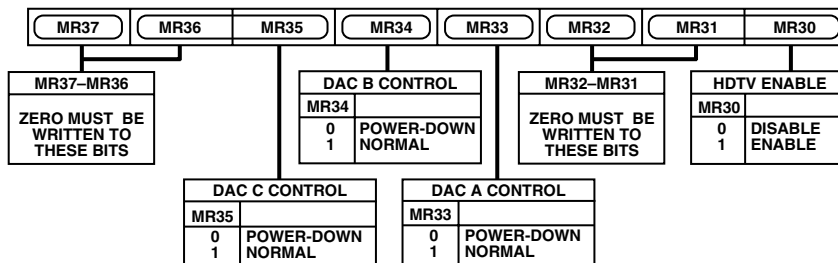 MR37 MR36 MR35 MR34 MR33 MR32 MR31 MR30
MR37–MR36
ZERO MUST BE
WRITTEN TO
THESE BITS
DAC B CONTROL
MR34
0 POWER-DOWN
1 NORMAL
MR32–MR31
ZERO MUST BE
WRITTEN TO
THESE BITS
HDTV ENABLE
MR30
0 DISABLE
1 ENABLE
DAC C CONTROL
MR35
0 POWER-DOWN
1 NORMAL
DAC A CONTROL
MR33
0 POWER-DOWN
1 NORMAL